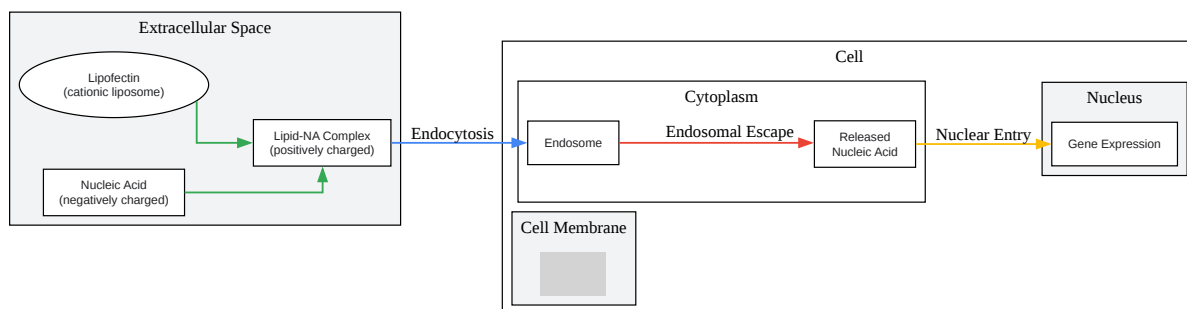 Extracellular Space
Lipofectin
(cationic liposome)
Lipid-NA Complex
(positively charged)
Nucleic Acid
(negatively charged)
Endocytosis
Cell
Cytoplasm
Endosome
Endosomal Escape
Released
Nucleic Acid
Nuclear Entry
Nucleus
Gene Expression
Cell Membrane